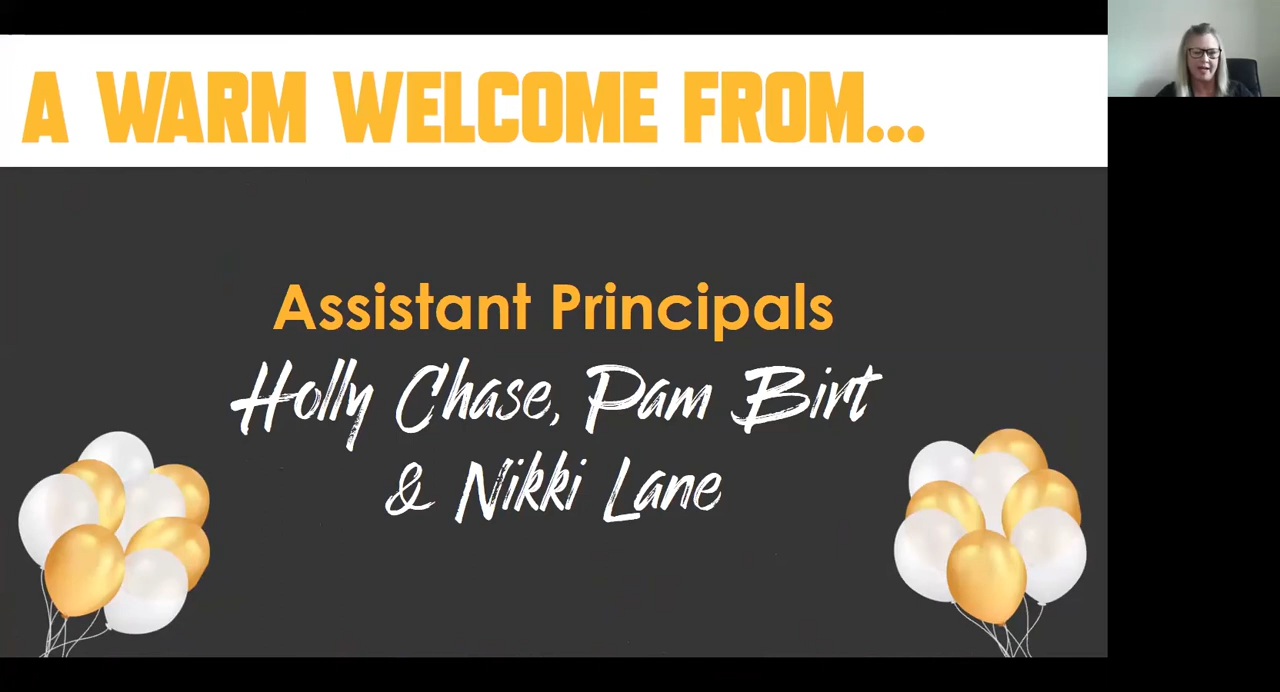 A WARM WELCOME FROM...
Assistant Principals
Holly Chase, Pam Birt
& Nikki Lane